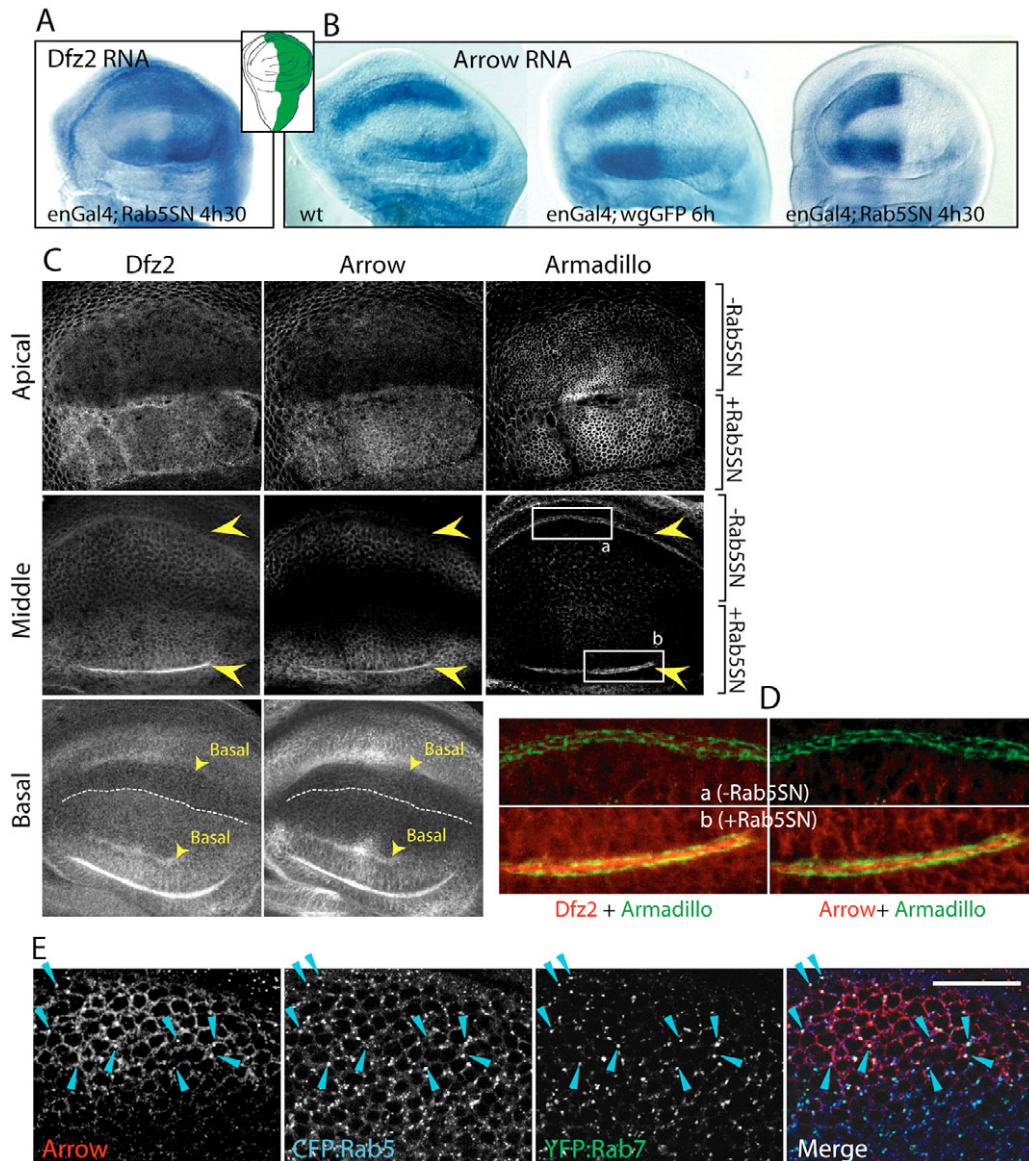 A
B
Dfz2 RNA
Arrow RNA
enGal4; Rab5SN 4h30
wt
enGal4; wgGFP 6h
enGal4; Rab5SN 4h30
C
Dfz2
Arrow
Armadillo
Apical
-Rab5SN
+Rab5SN
Middle
a
b
-Rab5SN
+Rab5SN
D
Basal
Basal
Basal
Basal
Basal
a (-Rab5SN)
b (+Rab5SN)
Dfz2 + Armadillo
Arrow+ Armadillo
E
Arrow
CFP:Rab5
YFP:Rab7
Merge